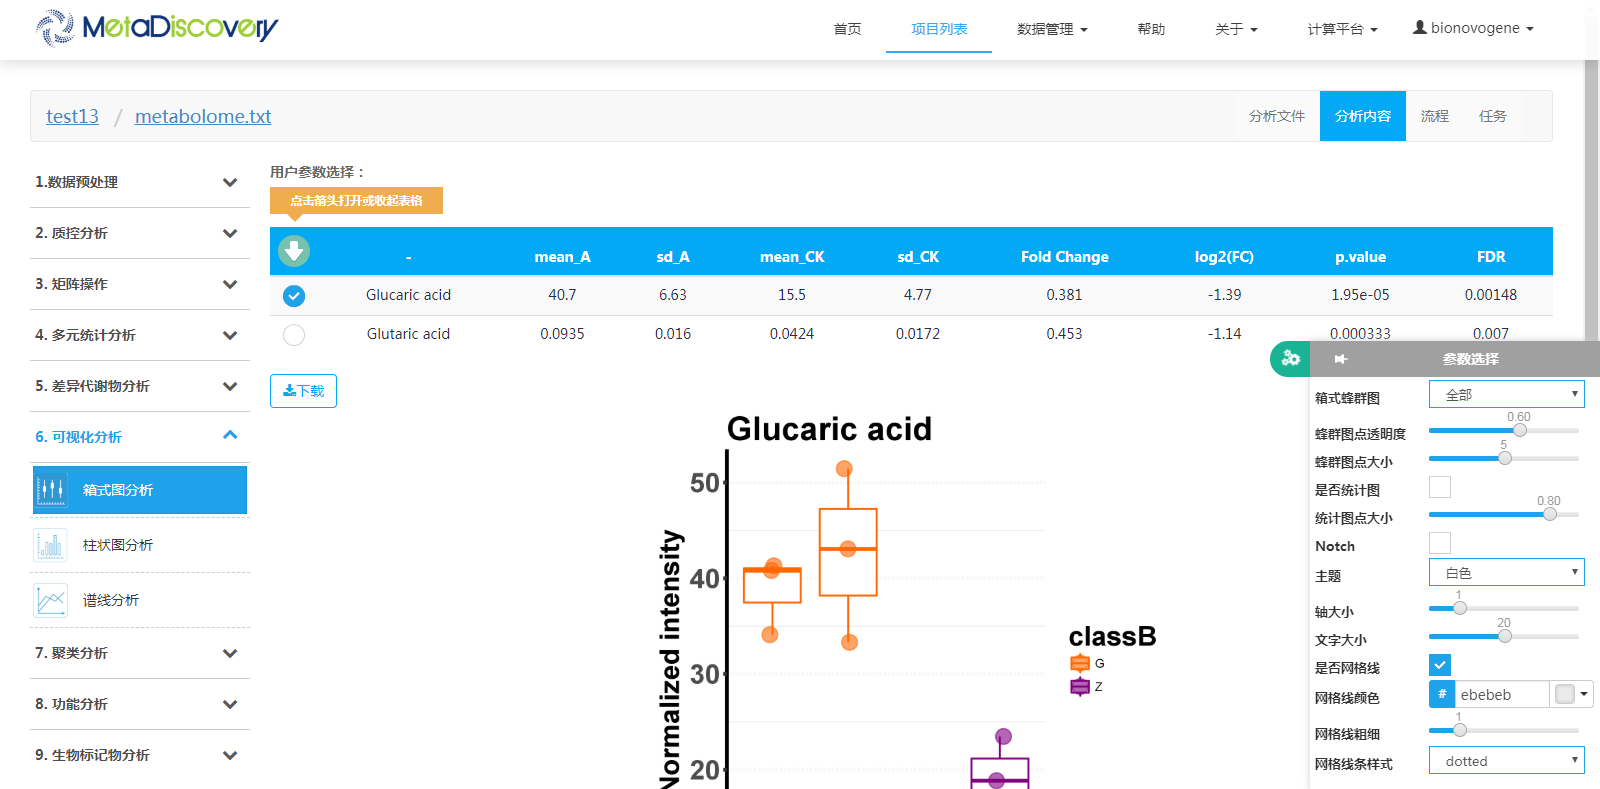 MetaDiscovery
首页 项目列表 数据管理 帮助 关于 计算平台 bionovogene
test13 / metabolome.txt
分析文件 分析内容 流程 任务
1.数据预处理
2. 质控分析
3. 矩阵操作
4. 多元统计分析
5. 差异代谢物分析
6. 可视化分析
箱式图分析
柱状图分析
谱线分析
7. 聚类分析
8. 功能分析
9. 生物标记物分析
用户参数选择：
点击箭头打开或收起表格
- mean_A sd_A mean_CK sd_CK Fold Change log2(FC) p.value FDR
Glucaric acid 40.7 6.63 15.5 4.77 0.381 -1.39 1.95e-05 0.00148
Glutaric acid 0.0935 0.016 0.0424 0.0172 0.453 -1.14 0.000333 0.007
下载
Glucaric acid
Normalized intensity
50
40
30
20
classB
G
Z
参数选择
箱式蜂群图 全部
0.60
蜂群图点透明度
5
蜂群图点大小
是否统计图
0.80
统计图点大小
Notch
主题 白色
1
轴大小
20
文字大小
是否网格线
网格线颜色 # ebebeb
1
网格线粗细
网格线条样式 dotted